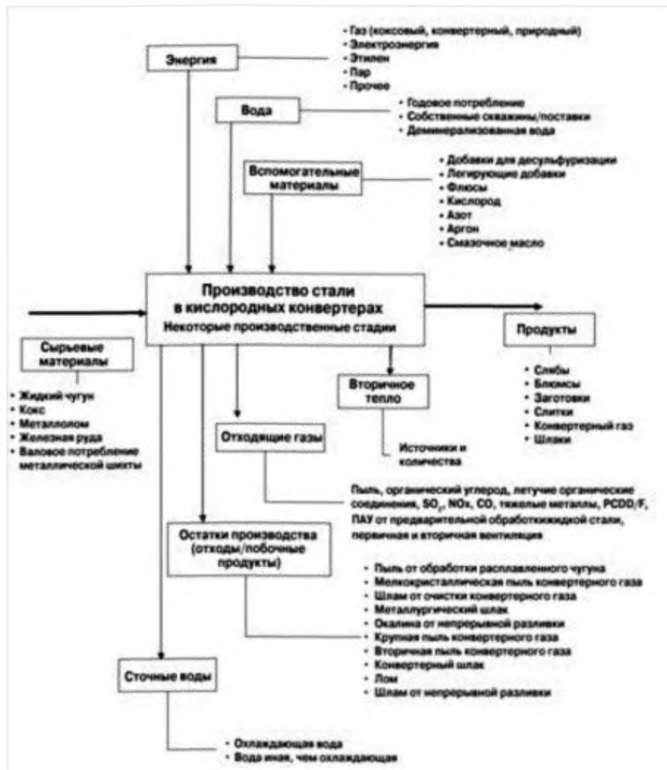 Энергия
• Газ (коксовый, конвертерный, природный)
• Электроэнергия
• Этилен
• Пар
• Прочее
Вода
• Годовое потребление
• Собственные скважины/поставки
• Деминерализованная вода
Вспомогательные
материалы
• Добавки для десульфуризации
• Легирующие добавки
• Флюсы
• Кислород
• Азот
• Аргон
• Смазочное масло
Производство стали
в кислородных конвертерах
Некоторые производственные стадии
Сырьевые
материалы
• Жидкий чугун
• Кокс
• Металлолом
• Железная руда
• Валовое потребление
металлической шихты
Продукты
• Слябы
• Блюмсы
• Заготовки
• Слитки
• Конвертерный газ
• Шлаки
Вторичное
тепло
Источники и
количества
Отходящие газы
Пыль, органический углерод, летучие органические
соединения, SO2, NOx, CO, тяжелые металлы, PCDD/F,
ПАУ от предварительной обработкижидкой стали,
первичная и вторичная вентиляция
Остатки производства
(отходы/побочные
продукты)
• Пыль от обработки расплавленного чугуна
• Мелкокристаллическая пыль конвертерного газа
• Шлам от очистки конвертерного газа
• Металлургический шлак
• Окалина от непрерывной разливки
• Крупная пыль конвертерного газа
• Вторичная пыль конвертерного газа
• Конвертерный шлак
• Лом
• Шлам от непрерывной разливки
Сточные воды
• Охлаждающая вода
• Вода иная, чем охлаждающая